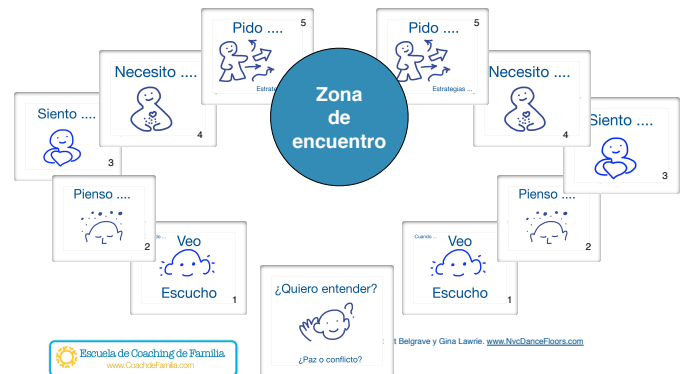 Pido ....
5
Estrategias ...
Necesito ....
4
Siento ....
3
Pienso ....
2
Veo
Escucho
1
Zona
de
encuentro
Pido ....
5
Estrategias ...
Necesito ....
4
Siento ....
3
Pienso ....
2
Cuando ...
Veo
Escucho
1
¿Quiero entender?
?
¿Paz o conflicto?
Belgrave y Gina Lawrie. www.NvcDanceFloors.com
Escuela de Coaching de Familia
www.CoachdeFamilia.com